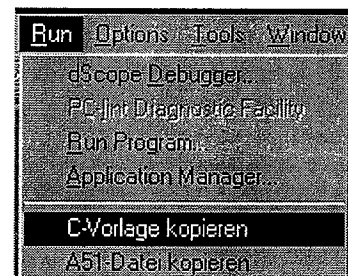 Run Options Tools Window
dScope Debugger...
PC-lint Diagnostic Facility
Run Program...
Application Manager...
C-Vorlage kopieren
A51-Datei kopieren